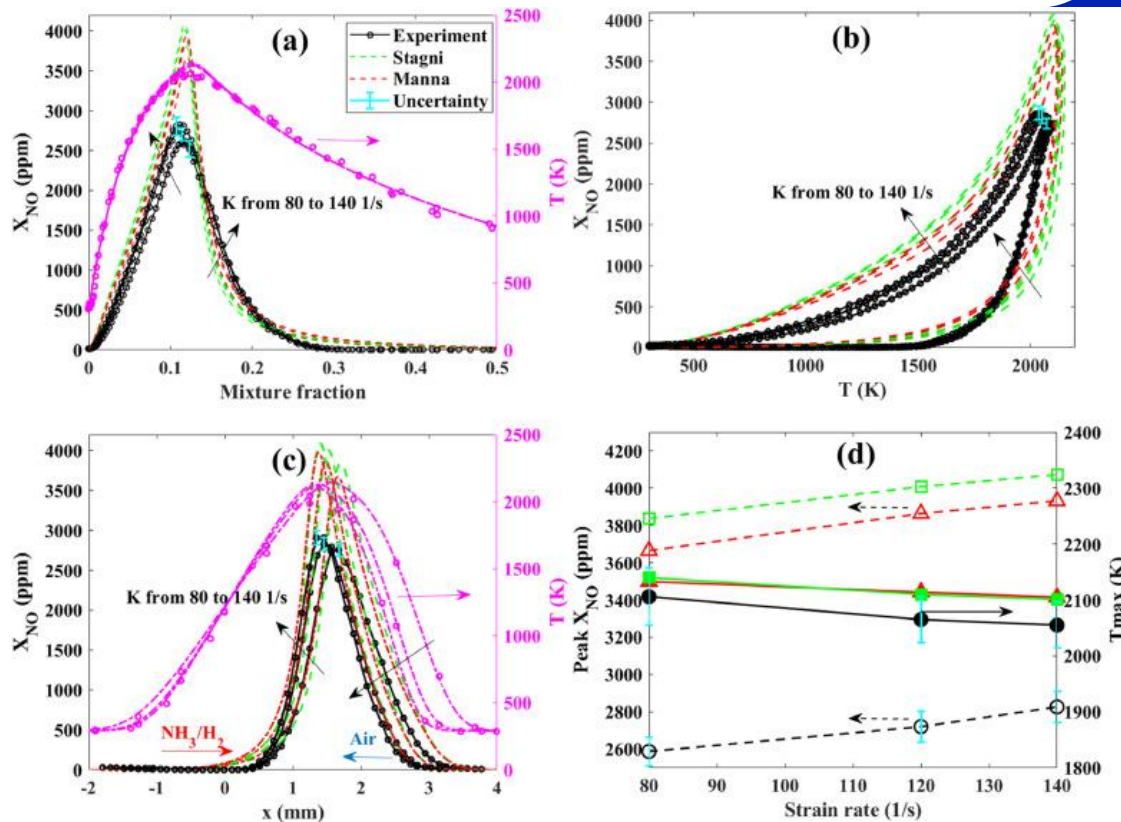 (a)
Experiment
Stagni
Manna
Uncertainty
K from 80 to 140 1/s
X_NO (ppm)
4000
3500
3000
2500
2000
1500
1000
500
0
T (K)
2500
2000
1500
1000
500
0
0 0.1 0.2 0.3 0.4 0.5
Mixture fraction
(b)
K from 80 to 140 1/s
X_NO (ppm)
4000
3500
3000
2500
2000
1500
1000
500
0
500 1000 1500 2000
T (K)
(c)
K from 80 to 140 1/s
NH3/H2
Air
X_NO (ppm)
4000
3500
3000
2500
2000
1500
1000
500
0
T (K)
2500
2000
1500
1000
500
0
-2 -1 0 1 2 3 4
x (mm)
(d)
Peak X_NO (ppm)
4200
4000
3800
3600
3400
3200
3000
2800
2600
Tmax (K)
2400
2300
2200
2100
2000
1900
1800
80 90 100 110 120 130 140
Strain rate (1/s)